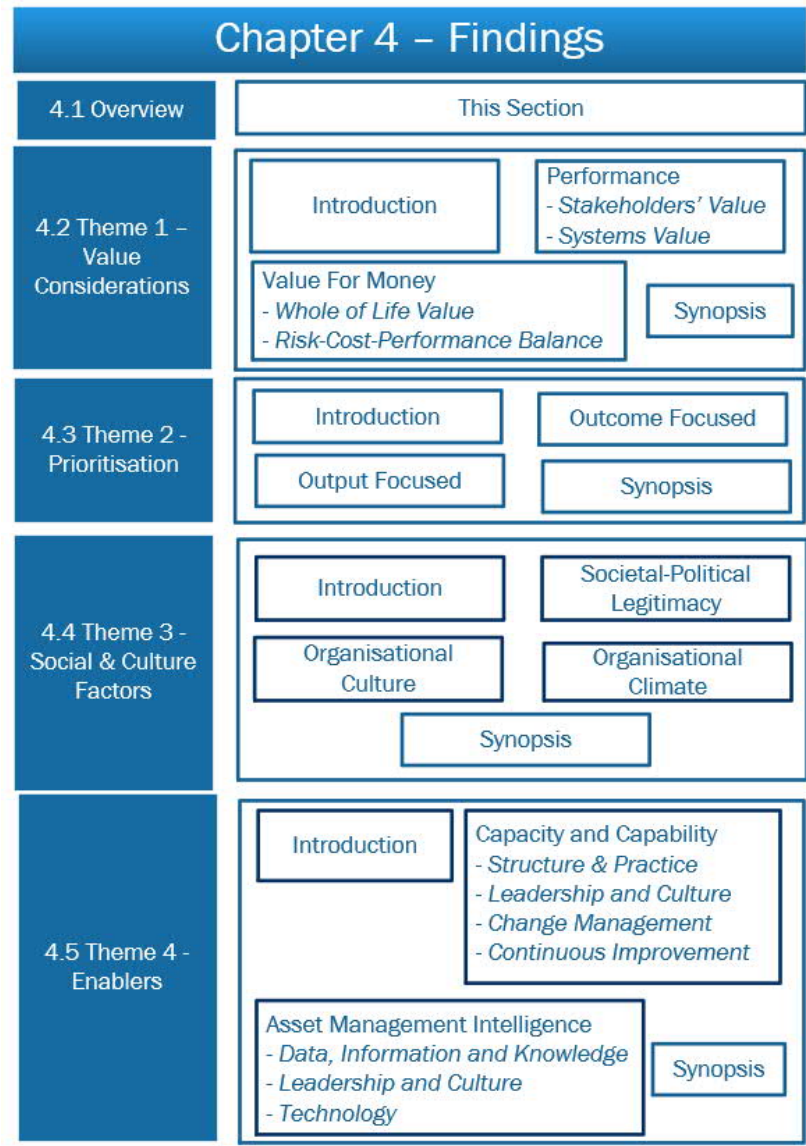 Chapter 4 – Findings
4.1 Overview
This Section
4.2 Theme 1 –
Value
Considerations
Introduction
Performance
- Stakeholders’ Value
- Systems Value
Value For Money
- Whole of Life Value
- Risk-Cost-Performance Balance
Synopsis
4.3 Theme 2 -
Prioritisation
Introduction
Outcome Focused
Output Focused
Synopsis
4.4 Theme 3 -
Social & Culture
Factors
Introduction
Societal-Political
Legitimacy
Organisational
Culture
Organisational
Climate
Synopsis
4.5 Theme 4 -
Enablers
Introduction
Capacity and Capability
- Structure & Practice
- Leadership and Culture
- Change Management
- Continuous Improvement
Asset Management Intelligence
- Data, Information and Knowledge
- Leadership and Culture
- Technology
Synopsis